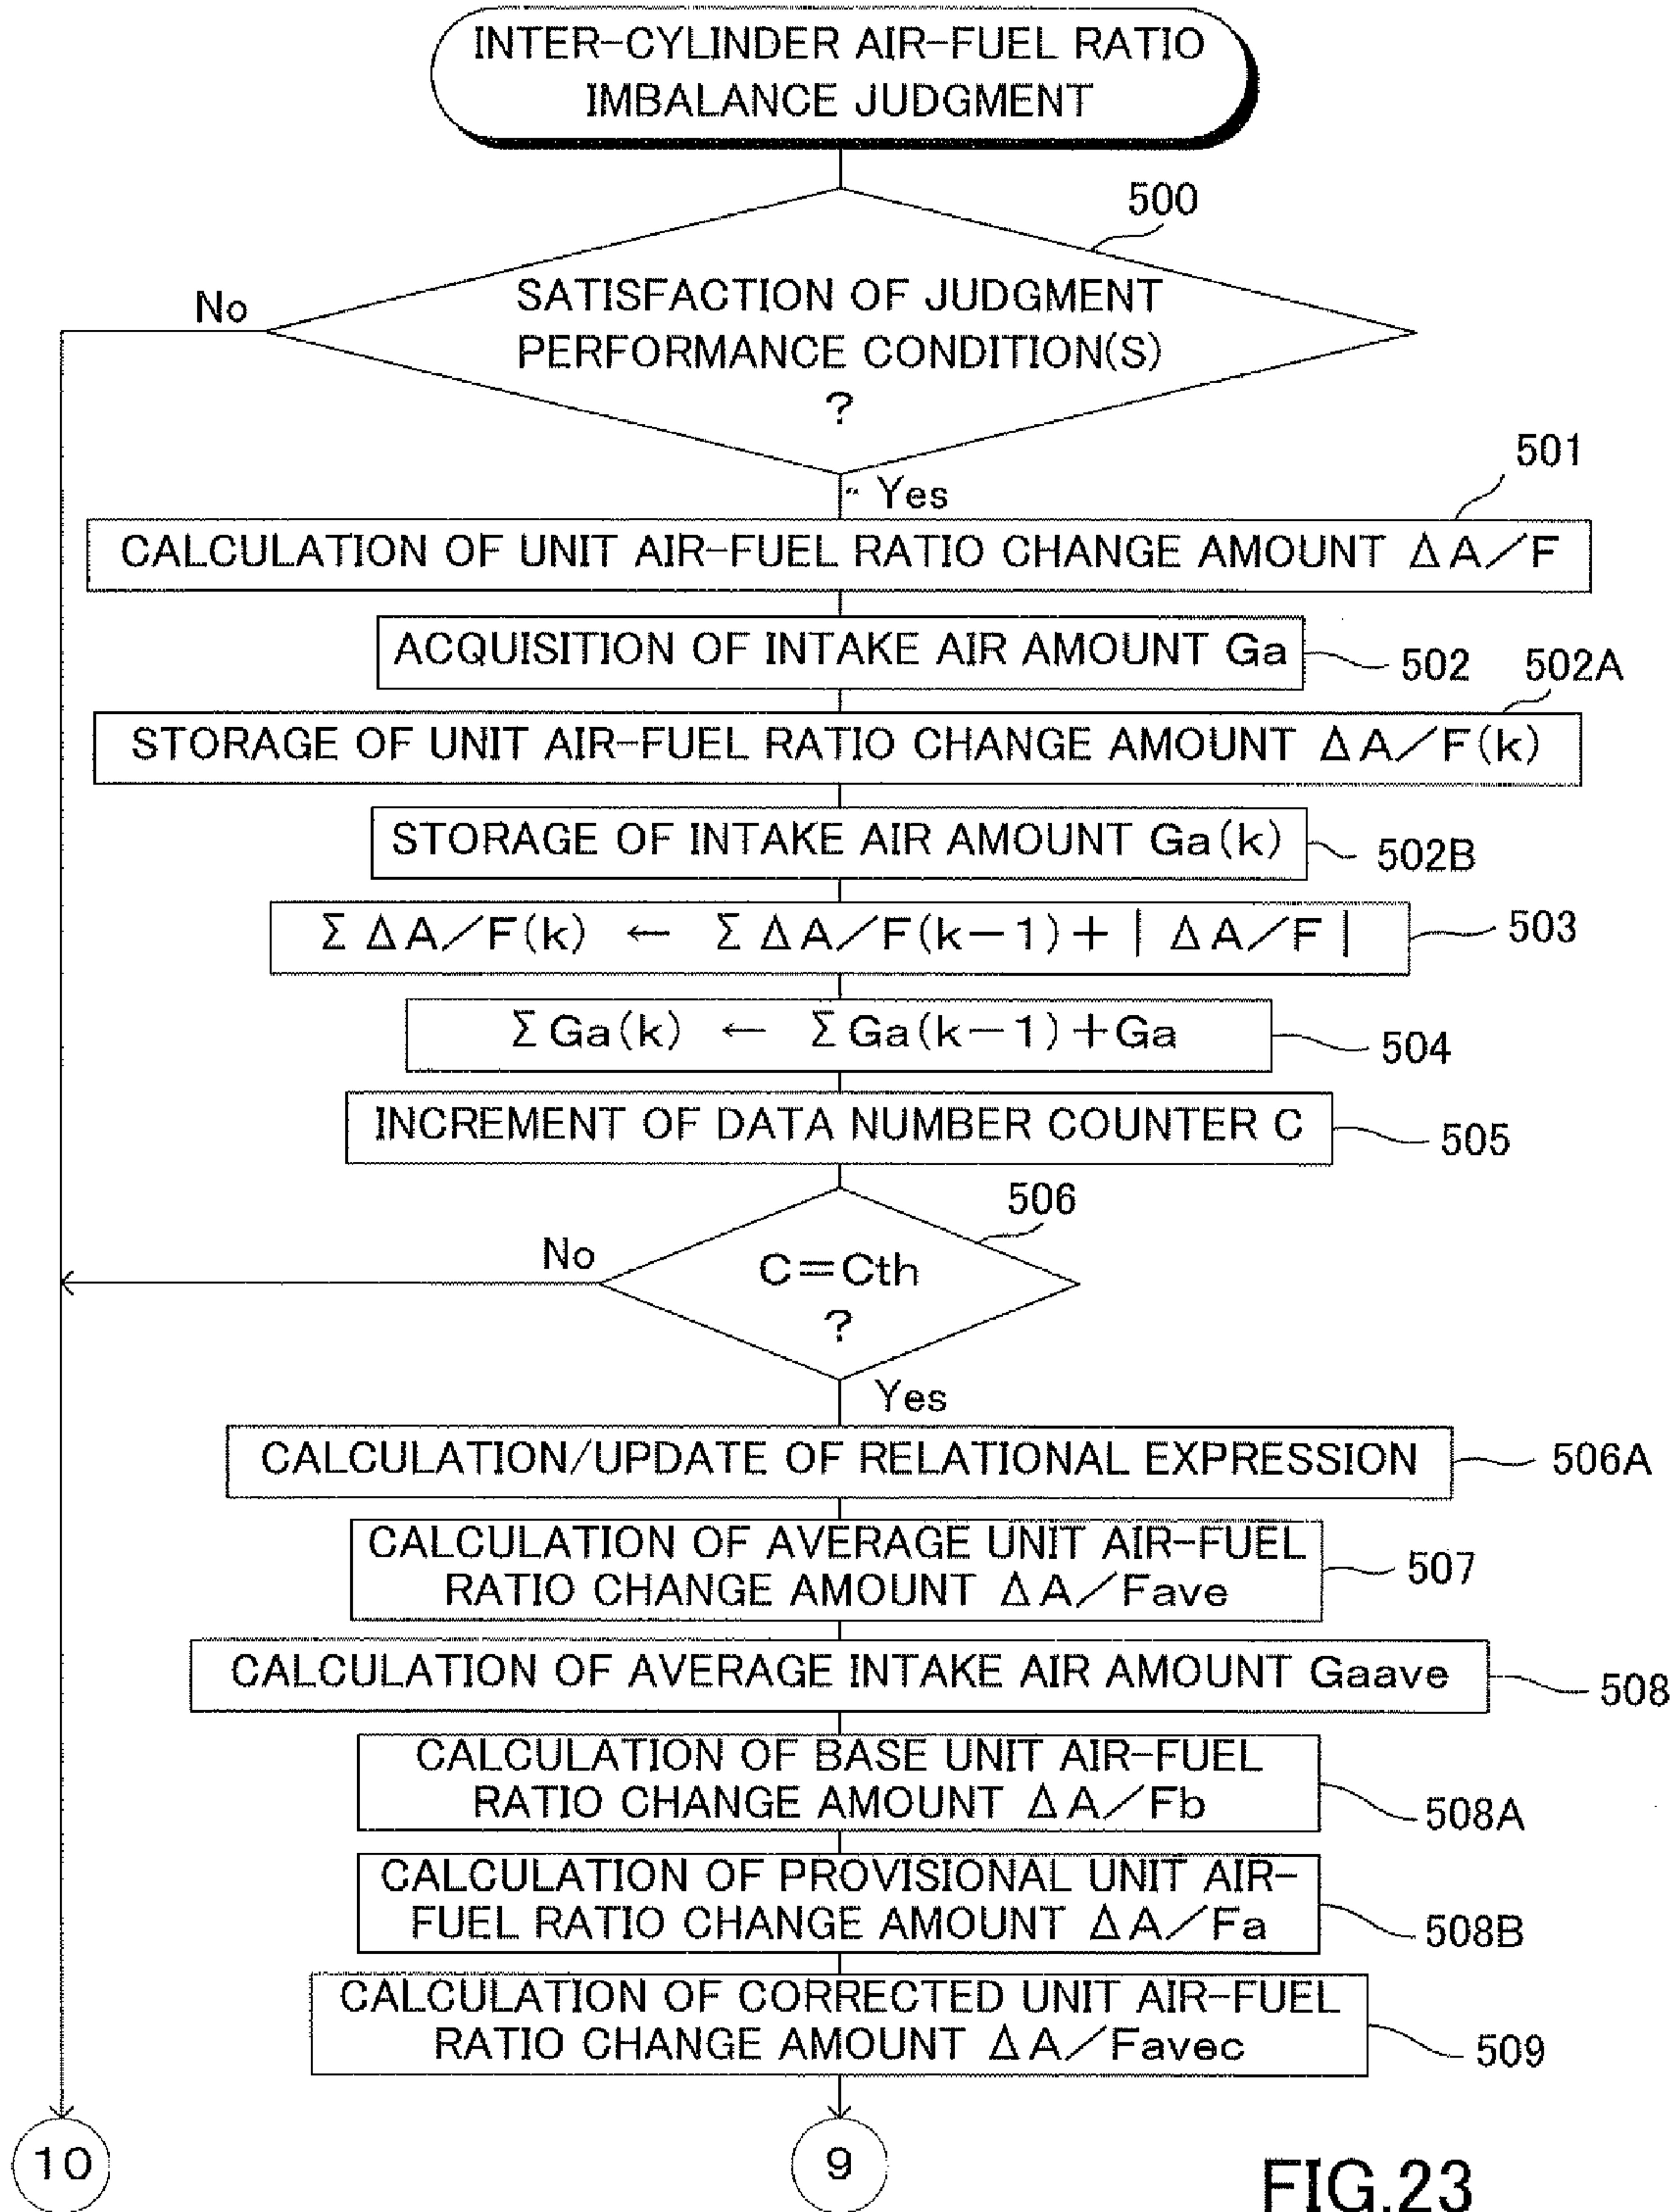 INTER-CYLINDER AIR-FUEL RATIO
IMBALANCE JUDGMENT
500
No
SATISFACTION OF JUDGMENT
PERFORMANCE CONDITION(S)
?
Yes
501
CALCULATION OF UNIT AIR-FUEL RATIO CHANGE AMOUNT ΔA/F
ACQUISITION OF INTAKE AIR AMOUNT Ga
502
502A
STORAGE OF UNIT AIR-FUEL RATIO CHANGE AMOUNT ΔA/F(k)
STORAGE OF INTAKE AIR AMOUNT Ga(k)
502B
ΣΔA/F(k) ← ΣΔA/F(k-1)+|ΔA/F|
503
ΣGa(k) ← ΣGa(k-1)+Ga
504
INCREMENT OF DATA NUMBER COUNTER C
505
506
No
C=Cth
?
Yes
CALCULATION/UPDATE OF RELATIONAL EXPRESSION
506A
CALCULATION OF AVERAGE UNIT AIR-FUEL
RATIO CHANGE AMOUNT ΔA/Fave
507
CALCULATION OF AVERAGE INTAKE AIR AMOUNT Gaave
508
CALCULATION OF BASE UNIT AIR-FUEL
RATIO CHANGE AMOUNT ΔA/Fb
508A
CALCULATION OF PROVISIONAL UNIT AIR-
FUEL RATIO CHANGE AMOUNT ΔA/Fa
508B
CALCULATION OF CORRECTED UNIT AIR-FUEL
RATIO CHANGE AMOUNT ΔA/Favec
509
10
9
FIG.23